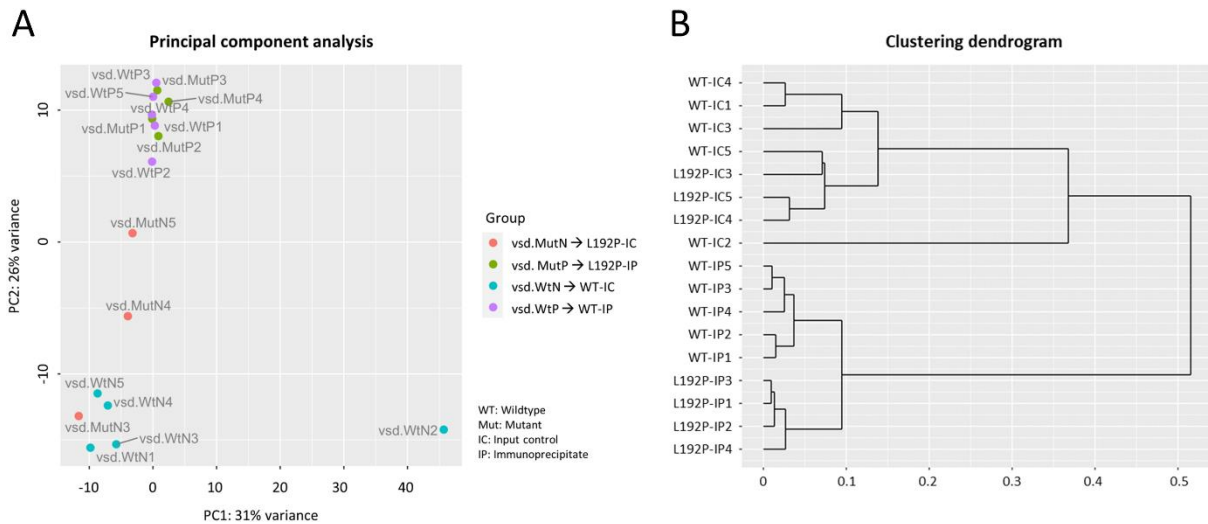 A
Principal component analysis
vsd.WtP3
vsd.MutP3
vsd.WtP5
vsd.MutP4
vsd.WtP4
vsd.MutP1
vsd.WtP1
vsd.MutP2
vsd.WtP2
vsd.MutN5
vsd.MutN4
vsd.WtN5
vsd.WtN4
vsd.MutN3
vsd.WtN3
vsd.WtN1
vsd.WtN2
10
0
-10
PC2: 26% variance
-10
0
10
20
30
40
PC1: 31% variance
Group
vsd.MutN → L192P-IC
vsd. MutP → L192P-IP
vsd.WtN → WT-IC
vsd.WtP → WT-IP
WT: Wildtype
Mut: Mutant
IC: Input control
IP: Immunoprecipitate
B
Clustering dendrogram
WT-IC4
WT-IC1
WT-IC3
WT-IC5
L192P-IC3
L192P-IC5
L192P-IC4
WT-IC2
WT-IP5
WT-IP3
WT-IP4
WT-IP2
WT-IP1
L192P-IP3
L192P-IP1
L192P-IP2
L192P-IP4
0
0.1
0.2
0.3
0.4
0.5